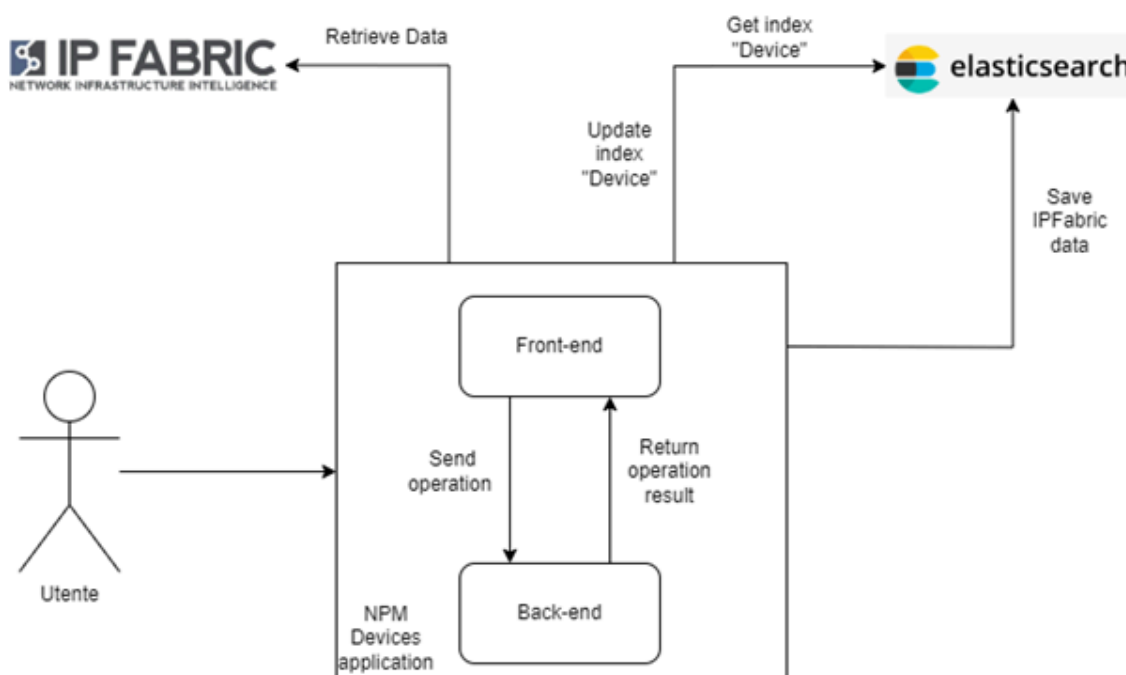 IP FABRIC
NETWORK INFRASTRUCTURE INTELLIGENCE
Retrieve Data
Get index
"Device"
elasticsearch
Update
index
"Device"
Save
IPFabric
data
Front-end
Send
operation
Return
operation
result
Utente
Back-end
NPM
Devices
application